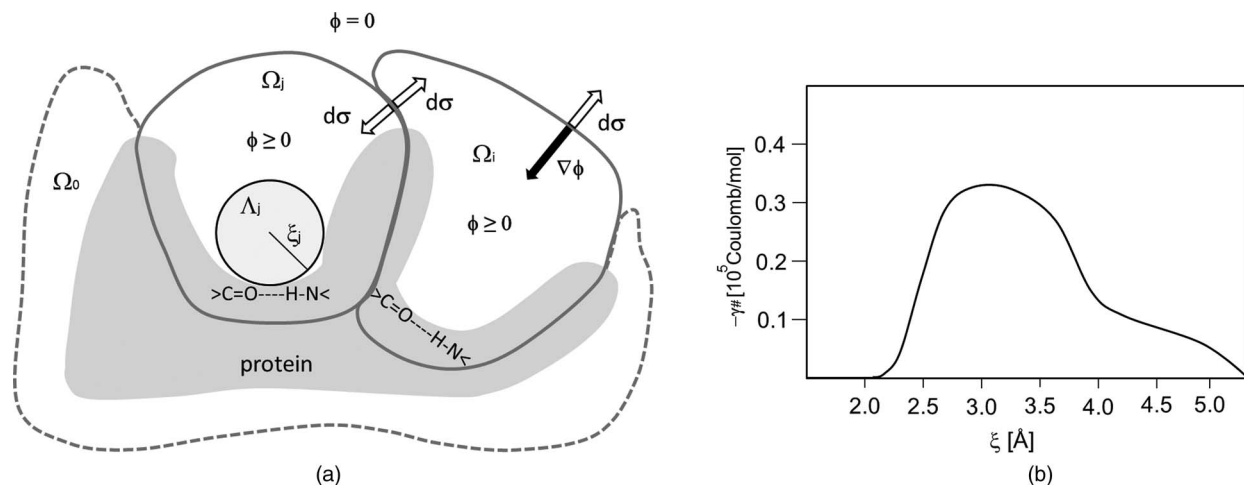 (a)
ϕ = 0
Ωj
dσ
dσ
ϕ ≥ 0
Ωi
dσ
∇ϕ
Ω0
Λj
ξj
ϕ ≥ 0
>C=O----H-N<
>C=O-----H-N<
protein
(b)
−γ# [10^5 Coulomb/mol]
0.4
0.3
0.2
0.1
2.0 2.5 3.0 3.5 4.0 4.5 5.0
ξ [Å]